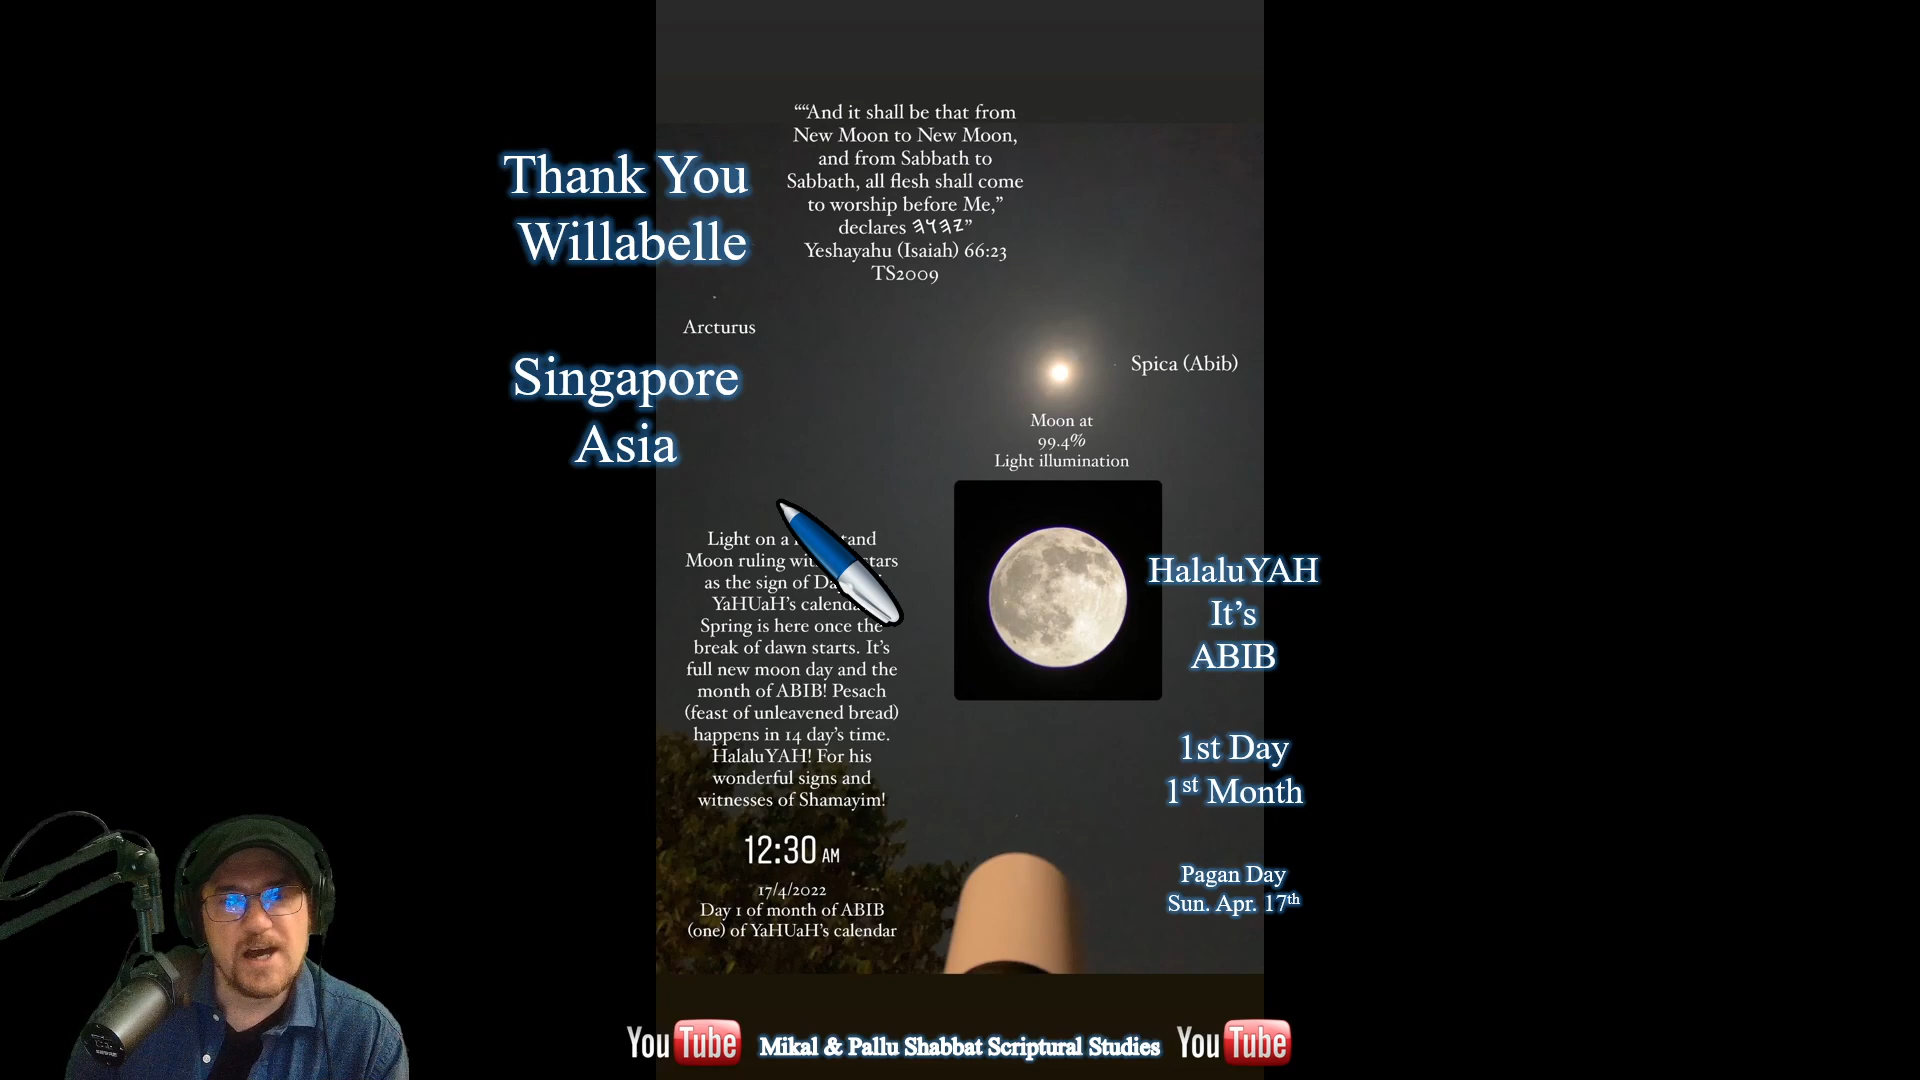 ““And it shall be that from
New Moon to New Moon,
and from Sabbath to
Sabbath, all flesh shall come
to worship before Me,”
declares 𐤉𐤄𐤅𐤄”
Yeshayahu (Isaiah) 66:23
TS2009
Thank You
Willabelle
Arcturus
Singapore
Asia
Spica (Abib)
Moon at
99.4%
Light illumination
Light on a
Moon ruling
as the sign of
YaHUaH’s
Spring is here once the
break of dawn starts. It’s
full new moon day and the
month of ABIB! Pesach
(feast of unleavened bread)
happens in 14 day’s time.
HalaluYAH! For his
wonderful signs and
witnesses of Shamayim!
12:30 AM
17/4/2022
Day 1 of month of ABIB
(one) of YaHUaH’s calendar
HalaluYAH
It’s
ABIB
1st Day
1st Month
Pagan Day
Sun. Apr. 17th
YouTube Mikal & Pallu Shabbat Scriptural Studies YouTube